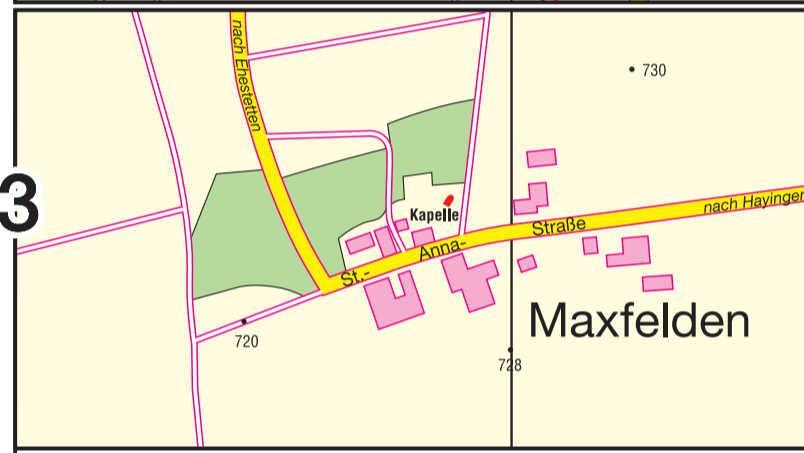 nach Ehestetten
730
3
Kapelle
nach Hayingen
St.-Anna-Straße
Maxfelden
720
728